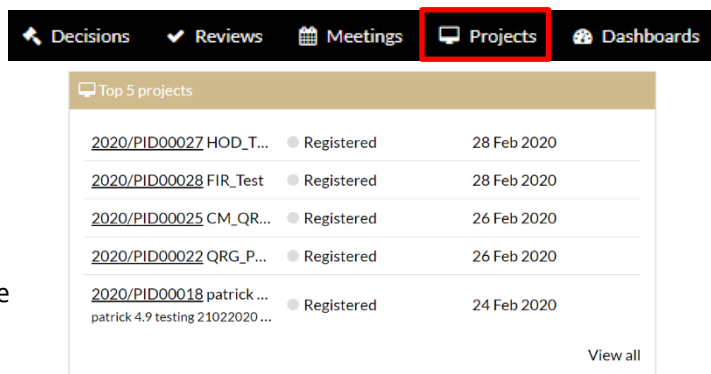 Decisions Reviews Meetings Projects Dashboards
Top 5 projects
2020/PID00027 HOD_T... Registered 28 Feb 2020
2020/PID00028 FIR_Test Registered 28 Feb 2020
2020/PID00025 CM_QR... Registered 26 Feb 2020
2020/PID00022 QRG_P... Registered 26 Feb 2020
2020/PID00018 patrick ... Registered 24 Feb 2020
patrick 4.9 testing 21022020 ...
e
View all